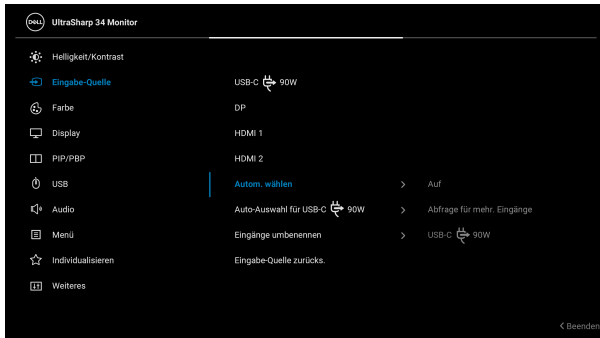 DELL UltraSharp 34 Monitor
Helligkeit/Kontrast
Eingabe-Quelle USB-C 90W
Farbe DP
Display HDMI 1
PIP/PBP HDMI 2
USB Autom. wählen > Auf
Audio Auto-Auswahl für USB-C 90W > Abfrage für mehr. Eingänge
Menü Eingänge umbenennen > USB-C 90W
Individualisieren Eingabe-Quelle zurücks.
Weiteres
< Beenden